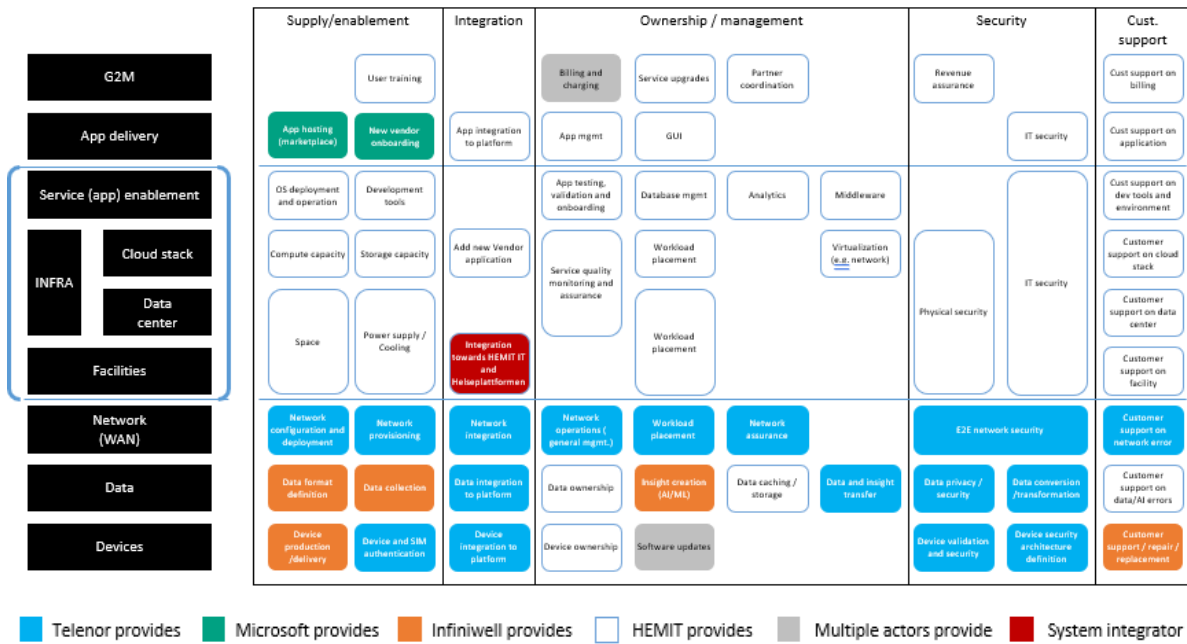 Supply/enablement
Integration
Ownership / management
Security
Cust.
support
G2M
User training
Billing and
charging
Service upgrades
Partner
coordination
Revenue
assurance
Cust support on
billing
App delivery
App hosting
(marketplace)
New vendor
onboarding
App integration
to platform
App mgmt
GUI
IT security
Cust support on
application
Service (app) enablement
OS deployment
and operation
Development
tools
App testing,
validation and
onboarding
Database mgmt
Analytics
Middleware
Cust support on
dev tools and
environment
INFRA
Cloud stack
Compute capacity
Storage capacity
Add new Vendor
application
Service quality
monitoring and
assurance
Workload
placement
Virtualization
(e.g. network)
IT security
Customer
support on cloud
stack
Data
center
Space
Power supply /
Cooling
Workload
placement
Physical security
Customer
support on data
center
Facilities
Integration
towards HEMIT IT
and
Helseplattformen
Customer
support on
facility
Network
(WAN)
Network
configuration and
deployment
Network
provisioning
Network
integration
Network
operations (
general mgmt.)
Workload
placement
Network
assurance
E2E network security
Customer
support on
network error
Data
Data format
definition
Data collection
Data integration
to platform
Data ownership
Insight creation
(AI/ML)
Data caching /
storage
Data and insight
transfer
Data privacy /
security
Data conversion
/transformation
Customer
support on
data/AI errors
Devices
Device
production
/delivery
Device and SIM
authentication
Device
integration to
platform
Device ownership
Software updates
Device validation
and security
Device security
architecture
definition
Customer
support / repair /
replacement
Telenor provides
Microsoft provides
Infiniwell provides
HEMIT provides
Multiple actors provide
System integrator